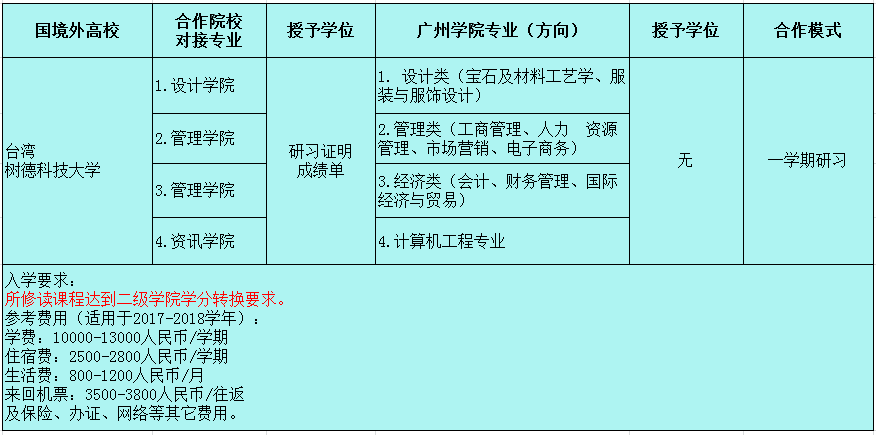 国境外高校
合作院校
对接专业
授予学位
广州学院专业（方向）
授予学位
合作模式
台湾
树德科技大学
1.设计学院
2.管理学院
3.管理学院
4.资讯学院
研习证明
成绩单
1. 设计类（宝石及材料工艺学、服
装与服饰设计）
2.管理类（工商管理、人力　资源
管理、市场营销、电子商务）
3.经济类（会计、财务管理、国际
经济与贸易）
4.计算机工程专业
无
一学期研习
入学要求：
所修读课程达到二级学院学分转换要求。
参考费用（适用于2017-2018学年）：
学费：10000-13000人民币/学期
住宿费：2500-2800人民币/学期
生活费：800-1200人民币/月
来回机票：3500-3800人民币/往返
及保险、办证、网络等其它费用。